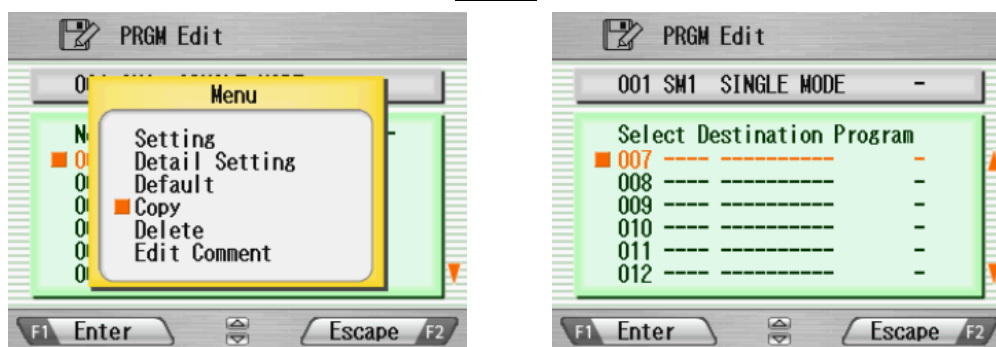 PRGM Edit
Menu
Setting
Detail Setting
Default
Copy
Delete
Edit Comment
F1 Enter
Escape F2
PRGM Edit
001 SM1 SINGLE MODE -
Select Destination Program
007 ---- ---------- -
008 ---- ---------- -
009 ---- ---------- -
010 ---- ---------- -
011 ---- ---------- -
012 ---- ---------- -
F1 Enter
Escape F2